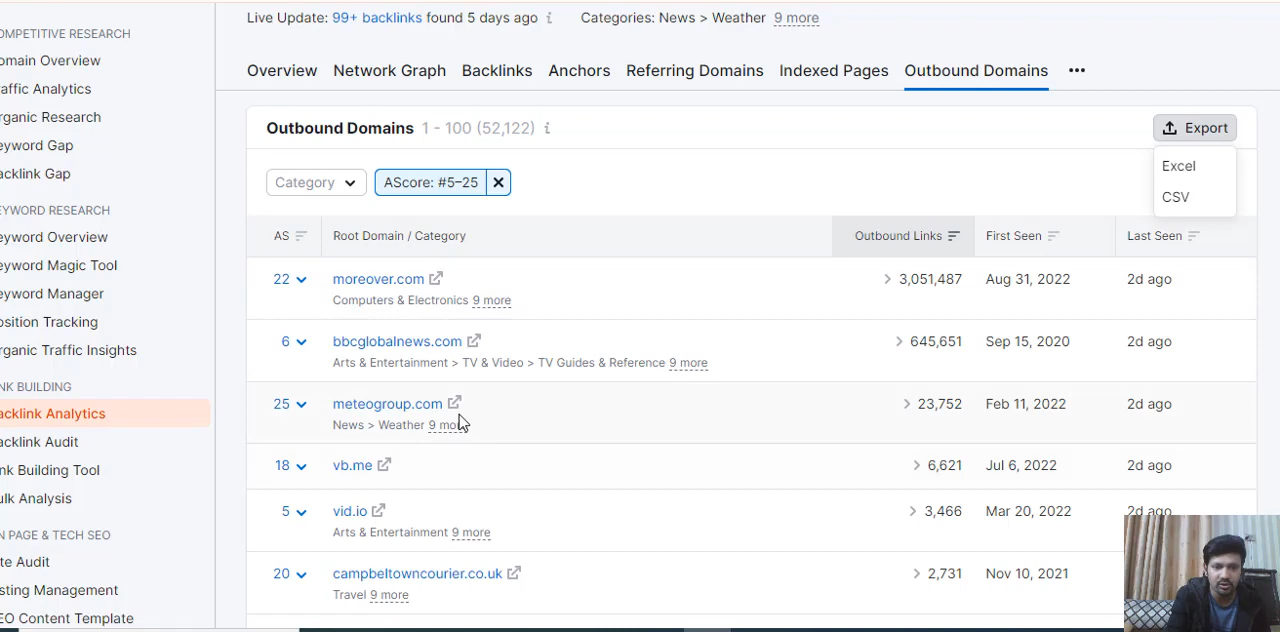 Live Update: 99+ backlinks found 5 days ago i Categories: News > Weather 9 more
OMPETITIVE RESEARCH
omain Overview
raffic Analytics
rganic Research
eyword Gap
acklink Gap
EYWORD RESEARCH
eyword Overview
eyword Magic Tool
eyword Manager
osition Tracking
rganic Traffic Insights
NK BUILDING
acklink Analytics
acklink Audit
nk Building Tool
ulk Analysis
N PAGE & TECH SEO
te Audit
sting Management
EO Content Template
Overview Network Graph Backlinks Anchors Referring Domains Indexed Pages Outbound Domains •••
Outbound Domains 1 - 100 (52,122) i
Export
Excel
CSV
Category AScore: #5–25
AS Root Domain / Category Outbound Links First Seen Last Seen
22 moreover.com 3,051,487 Aug 31, 2022 2d ago
Computers & Electronics 9 more
6 bbcglobalnews.com 645,651 Sep 15, 2020 2d ago
Arts & Entertainment > TV & Video > TV Guides & Reference 9 more
25 meteogroup.com 23,752 Feb 11, 2022 2d ago
News > Weather 9 more
18 vb.me 6,621 Jul 6, 2022 2d ago
5 vid.io 3,466 Mar 20, 2022 2d ago
Arts & Entertainment 9 more
20 campbeltowncourier.co.uk 2,731 Nov 10, 2021
Travel 9 more